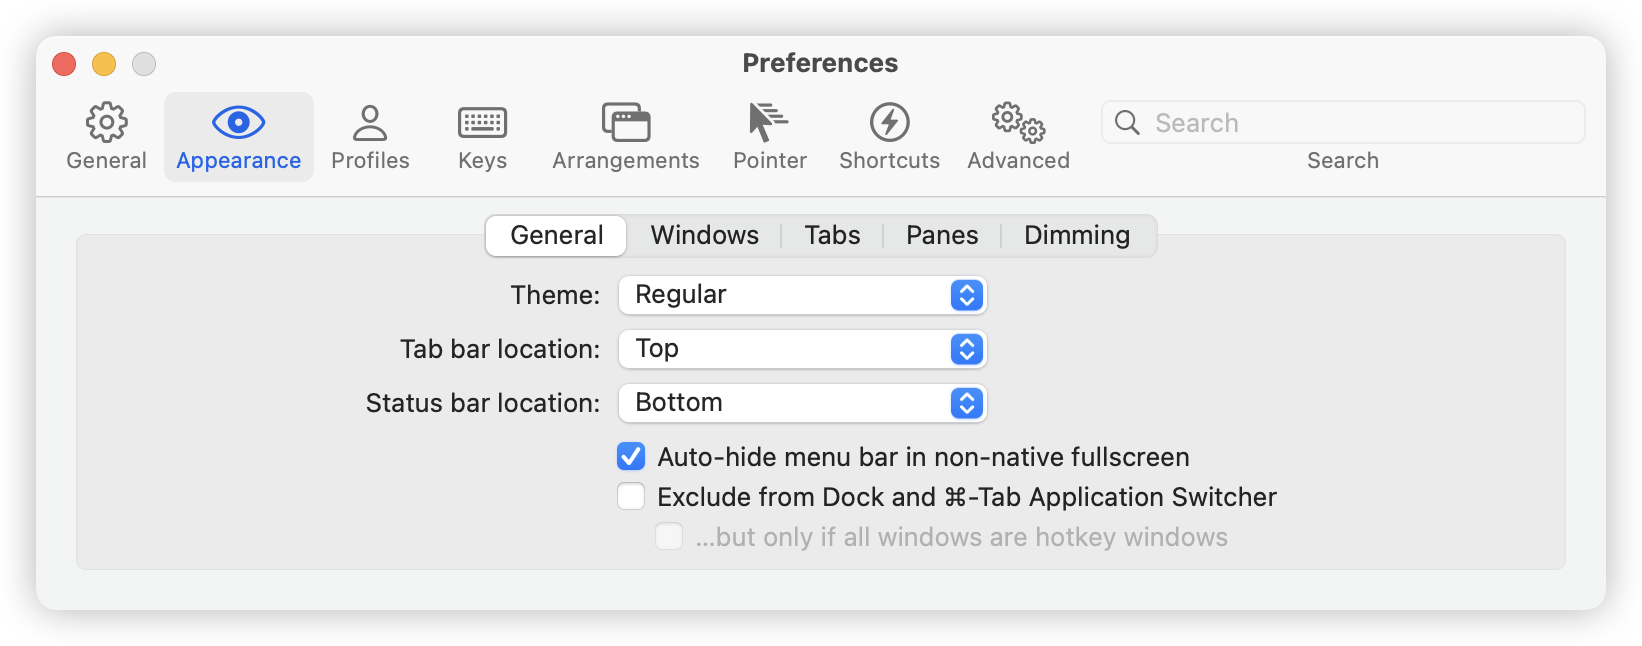 Preferences
General Appearance Profiles Keys Arrangements Pointer Shortcuts Advanced Search
Search
General Windows Tabs Panes Dimming
Theme: Regular
Tab bar location: Top
Status bar location: Bottom
Auto-hide menu bar in non-native fullscreen
Exclude from Dock and ⌘-Tab Application Switcher
...but only if all windows are hotkey windows